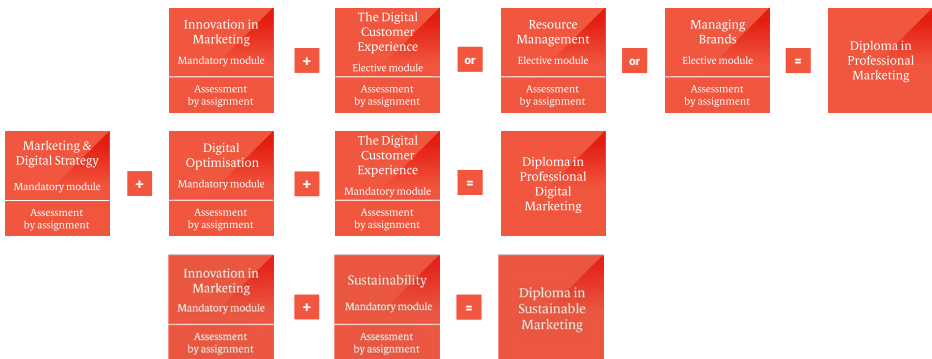 Innovation in
Marketing
Mandatory module
Assessment
by assignment
+
The Digital
Customer
Experience
Elective module
Assessment
by assignment
or
Resource
Management
Elective module
Assessment
by assignment
or
Managing
Brands
Elective module
Assessment
by assignment
=
Diploma in
Professional
Marketing
Marketing &
Digital Strategy
Mandatory module
Assessment
by assignment
+
Digital
Optimisation
Mandatory module
Assessment
by assignment
+
The Digital
Customer
Experience
Mandatory module
Assessment
by assignment
=
Diploma in
Professional
Digital
Marketing
Innovation in
Marketing
Mandatory module
Assessment
by assignment
+
Sustainability
Mandatory module
Assessment
by assignment
=
Diploma in
Sustainable
Marketing